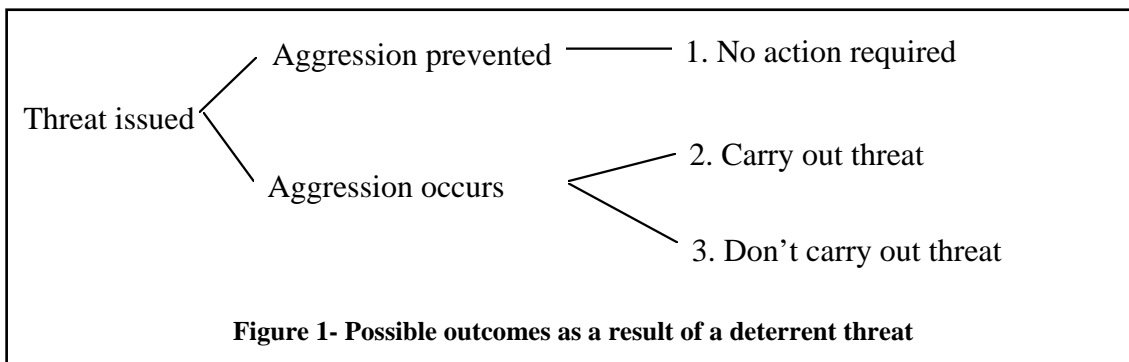 Aggression prevented
1. No action required
Threat issued
2. Carry out threat
Aggression occurs
3. Don’t carry out threat
Figure 1- Possible outcomes as a result of a deterrent threat